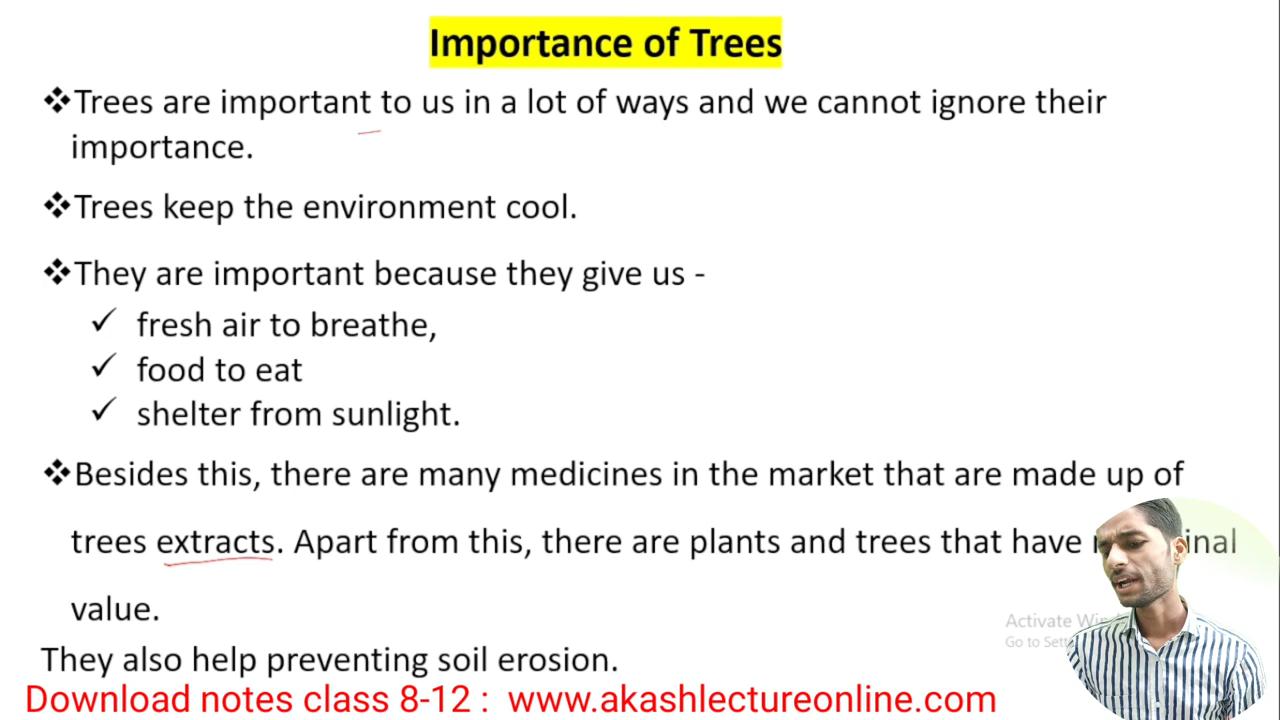 Importance of Trees
❖Trees are important to us in a lot of ways and we cannot ignore their
importance.
❖Trees keep the environment cool.
❖They are important because they give us -
✓ fresh air to breathe,
✓ food to eat
✓ shelter from sunlight.
❖Besides this, there are many medicines in the market that are made up of
trees extracts. Apart from this, there are plants and trees that have
value.
Activate
Go to
They also help preventing soil erosion.
Download notes class 8-12 : www.akashlectureonline.com